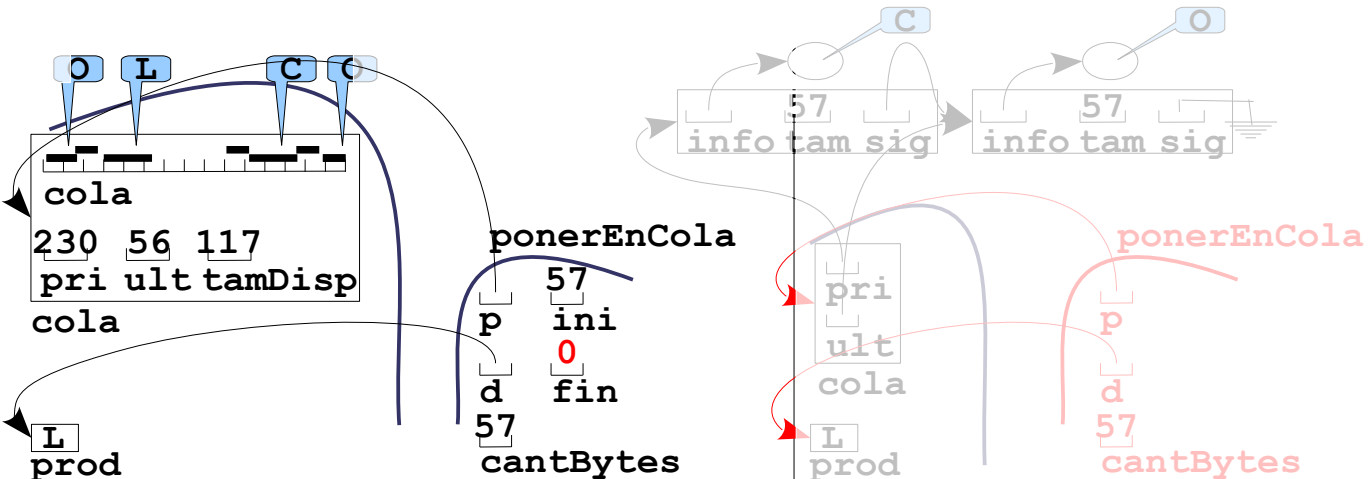 C O
O L C O
57 57
info tam sig info tam sig
cola
230 56 117
pri ult tamDisp
cola
ponerEnCola
57
p ini
0
d fin
57
cantBytes
L
prod
pri
ult
cola
ponerEnCola
p
d
57
cantBytes
L
prod